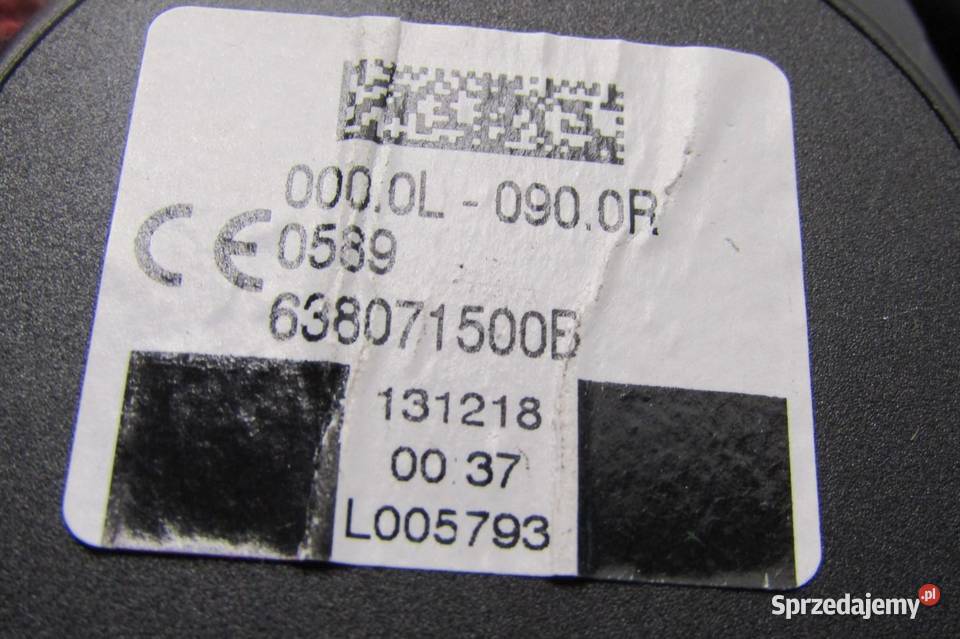 000.0L - 090.0R
CE 0589
638071500B
131218
00 37
L005793
Sprzedajemy.pl